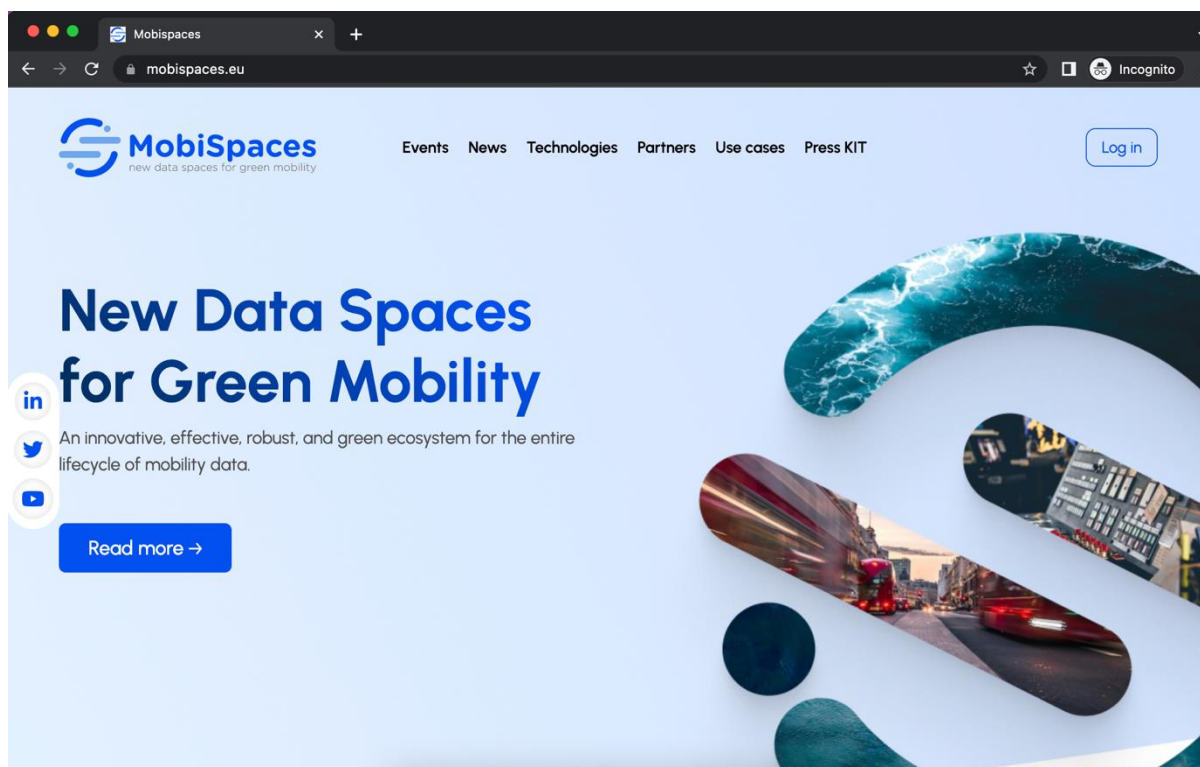 Mobispaces
mobispaces.eu
Incognito
MobiSpaces
new data spaces for green mobility
Events News Technologies Partners Use cases Press KIT
Log in
New Data Spaces
for Green Mobility
in
An innovative, effective, robust, and green ecosystem for the entire
lifecycle of mobility data.
Read more →